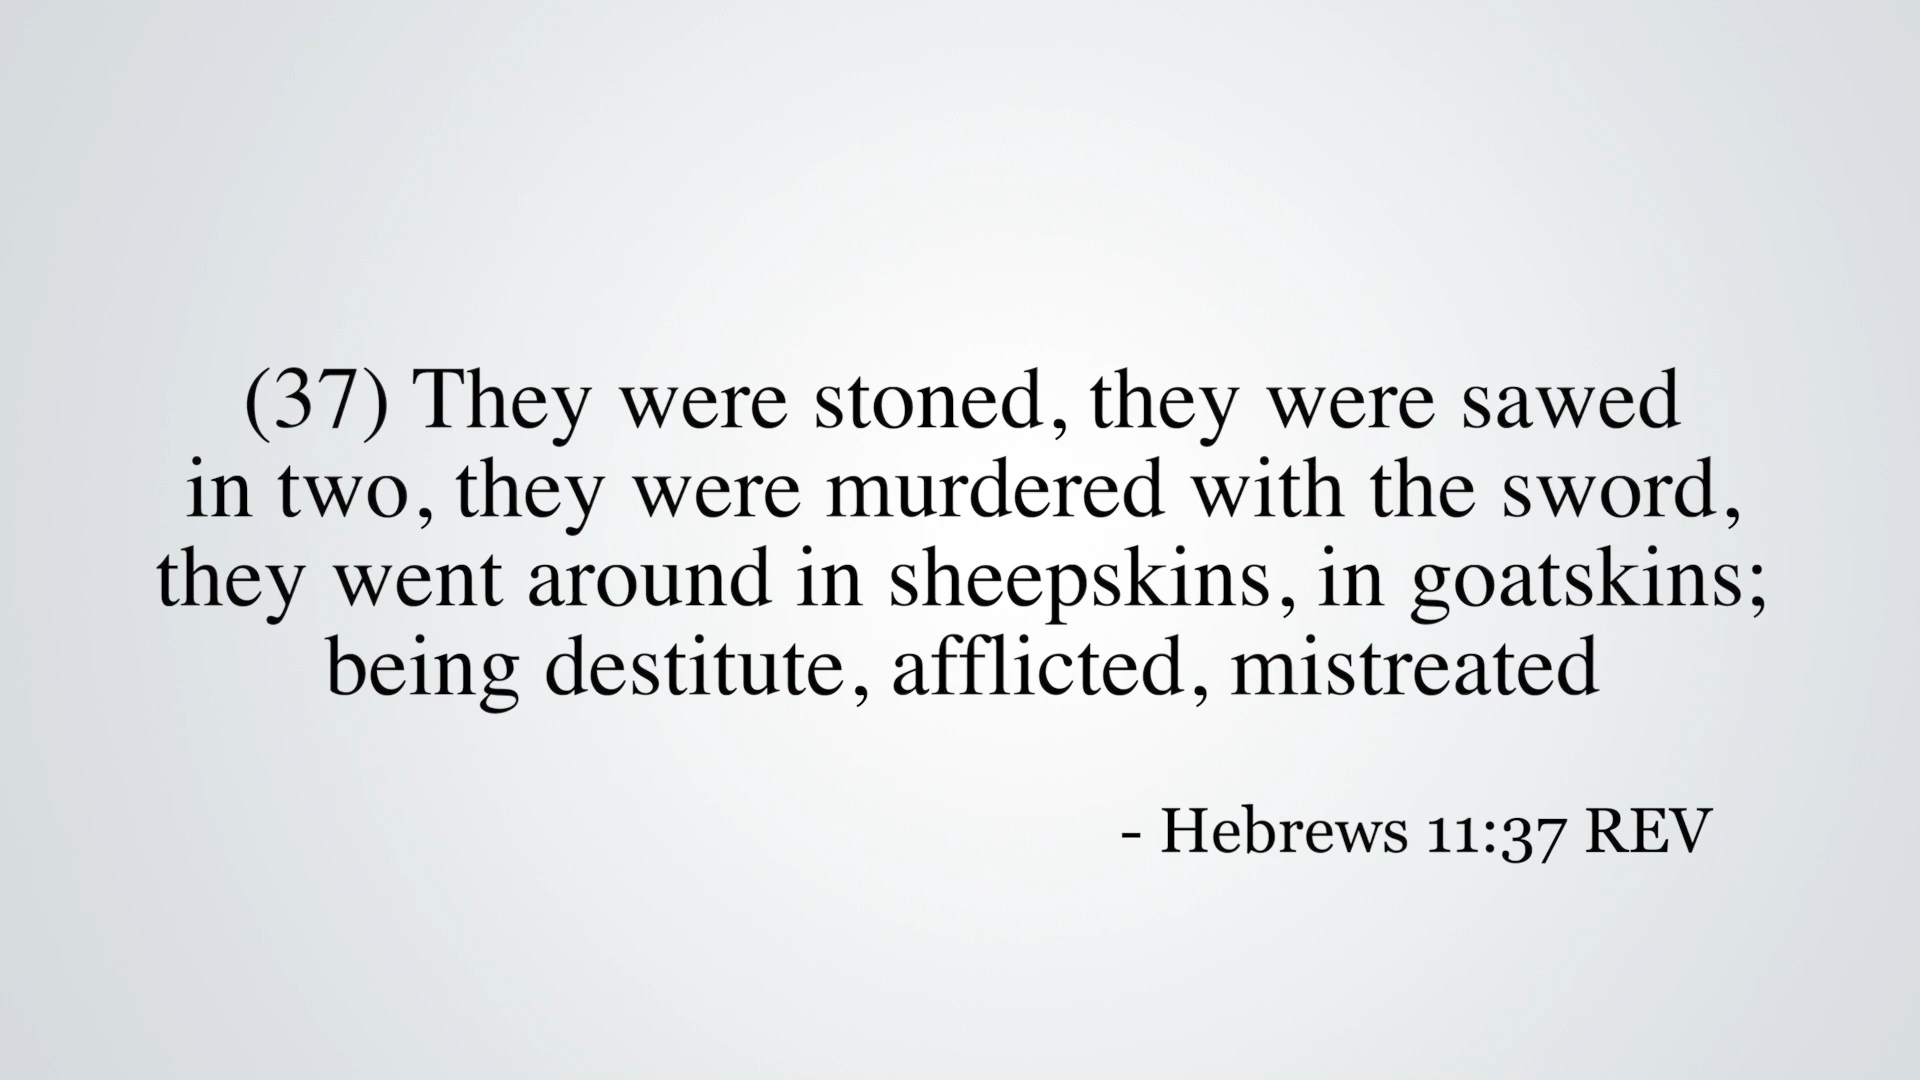 (37) They were stoned, they were sawed
in two, they were murdered with the sword,
they went around in sheepskins, in goatskins;
being destitute, afflicted, mistreated
- Hebrews 11:37 REV